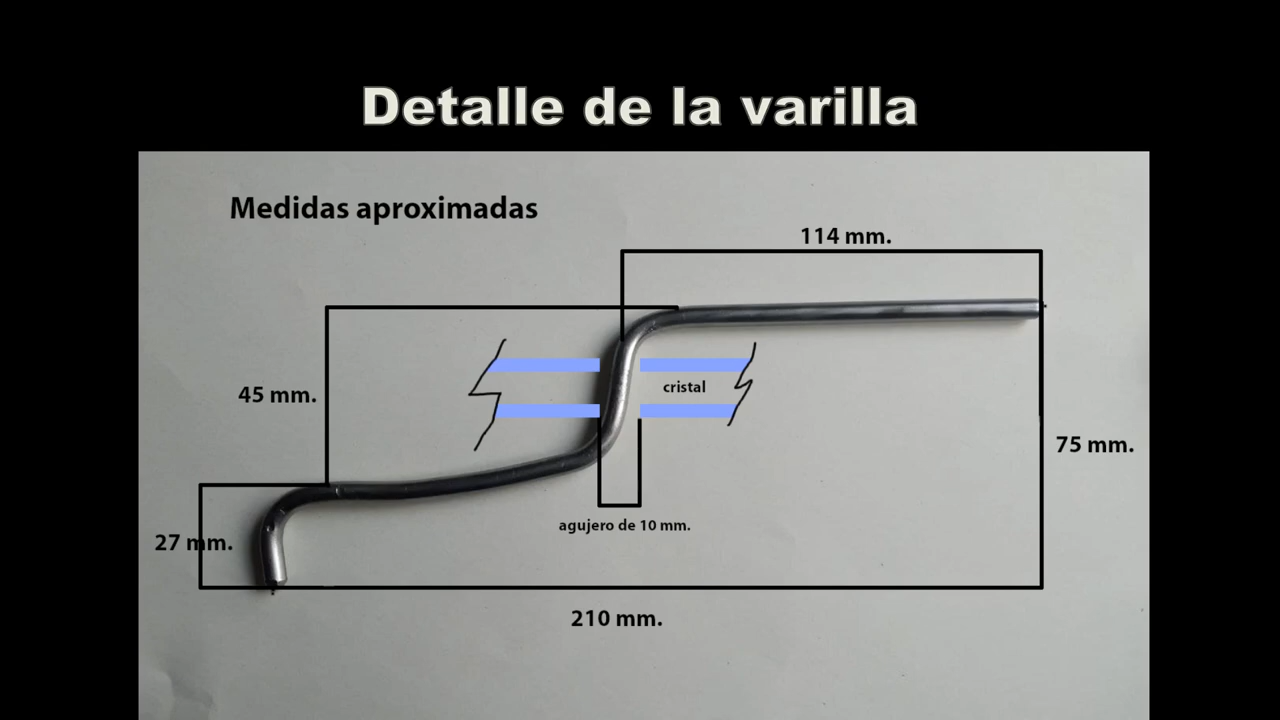 Detalle de la varilla
Medidas aproximadas
114 mm.
45 mm.
cristal
75 mm.
agujero de 10 mm.
27 mm.
210 mm.